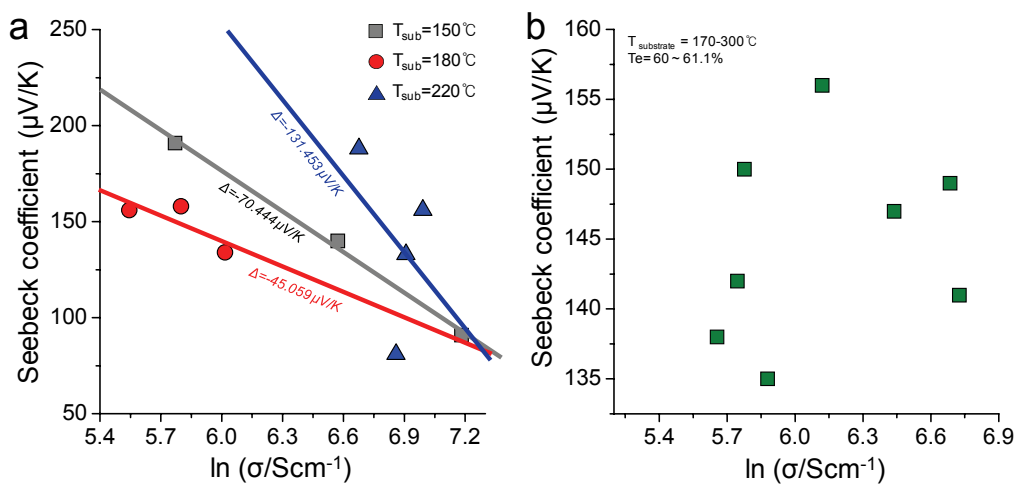 a
T_sub=150℃
T_sub=180℃
T_sub=220℃
Δ=-131.453μV/K
Δ=-70.444μV/K
Δ=-45.059μV/K
250
200
150
100
50
5.4 5.7 6.0 6.3 6.6 6.9 7.2
Seebeck coefficient (μV/K)
ln (σ/Scm⁻¹)
b
T substrate = 170-300℃
Te=60 ~ 61.1%
160
155
150
145
140
135
5.4 5.7 6.0 6.3 6.6 6.9
Seebeck coefficient (μV/K)
ln (σ/Scm⁻¹)